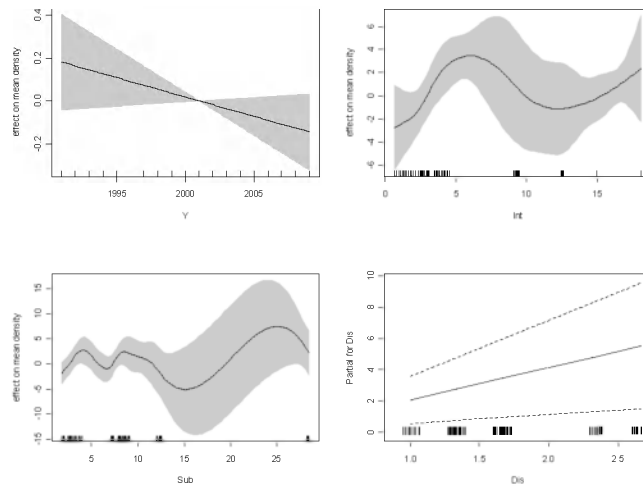 effect on mean density
0.4
0.2
0.0
-0.2
1995 2000 2005
Y
effect on mean density
6
4
2
0
-2
-4
-6
0 5 10 15
Int
effect on mean density
15
10
5
0
-5
-10
-15
5 10 15 20 25
Sub
Partial for Dis
10
8
6
4
2
0
1.0 1.5 2.0 2.5
Dis